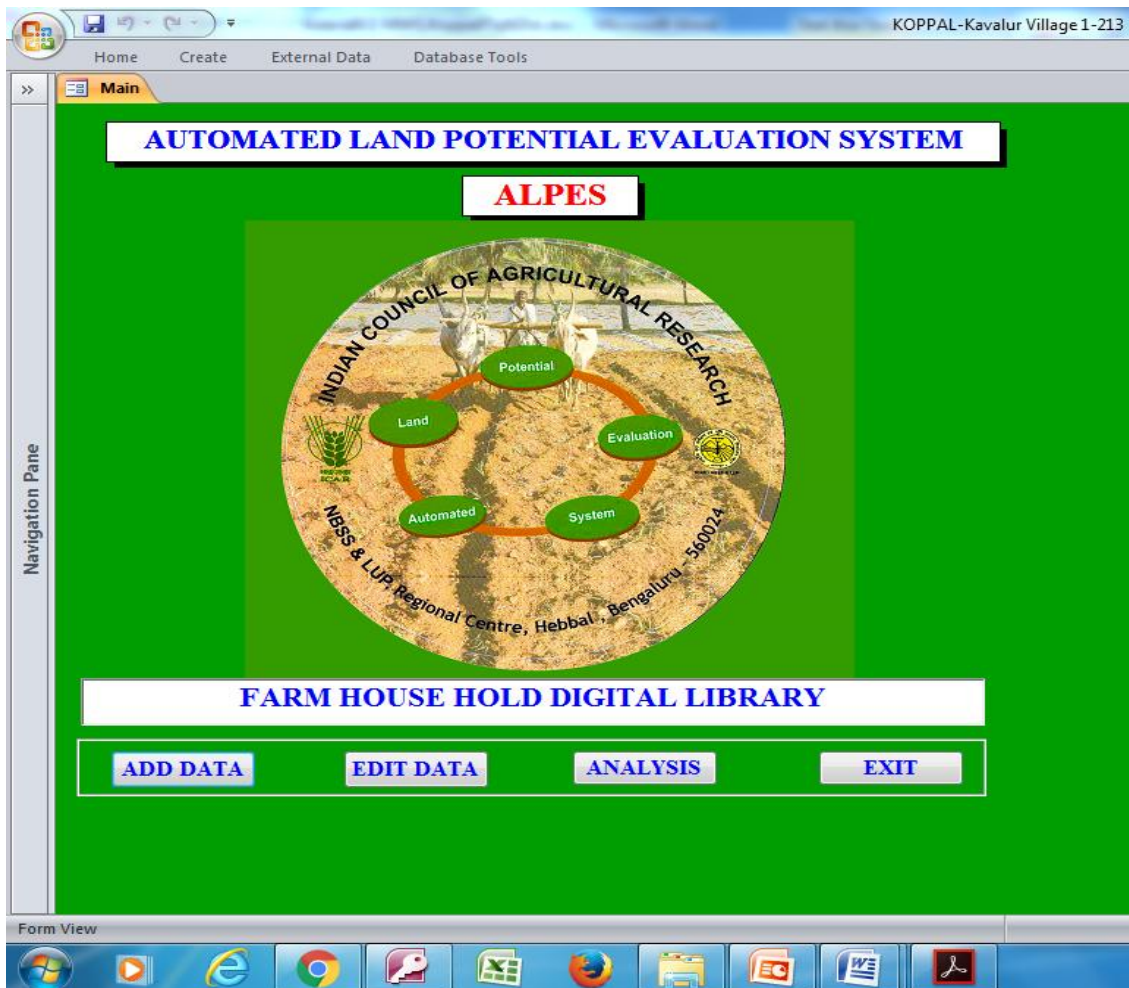 KOPPAL-Kavalur Village 1-213
Home Create External Data Database Tools
» Main
Navigation Pane
AUTOMATED LAND POTENTIAL EVALUATION SYSTEM
ALPES
INDIAN COUNCIL OF AGRICULTURAL RESEARCH
Potential
Land
Evaluation
ICAR
Automated
System
NBSS & LUP, Regional Centre, Hebbal , Bengaluru - 560024
FARM HOUSE HOLD DIGITAL LIBRARY
ADD DATA EDIT DATA ANALYSIS EXIT
Form View